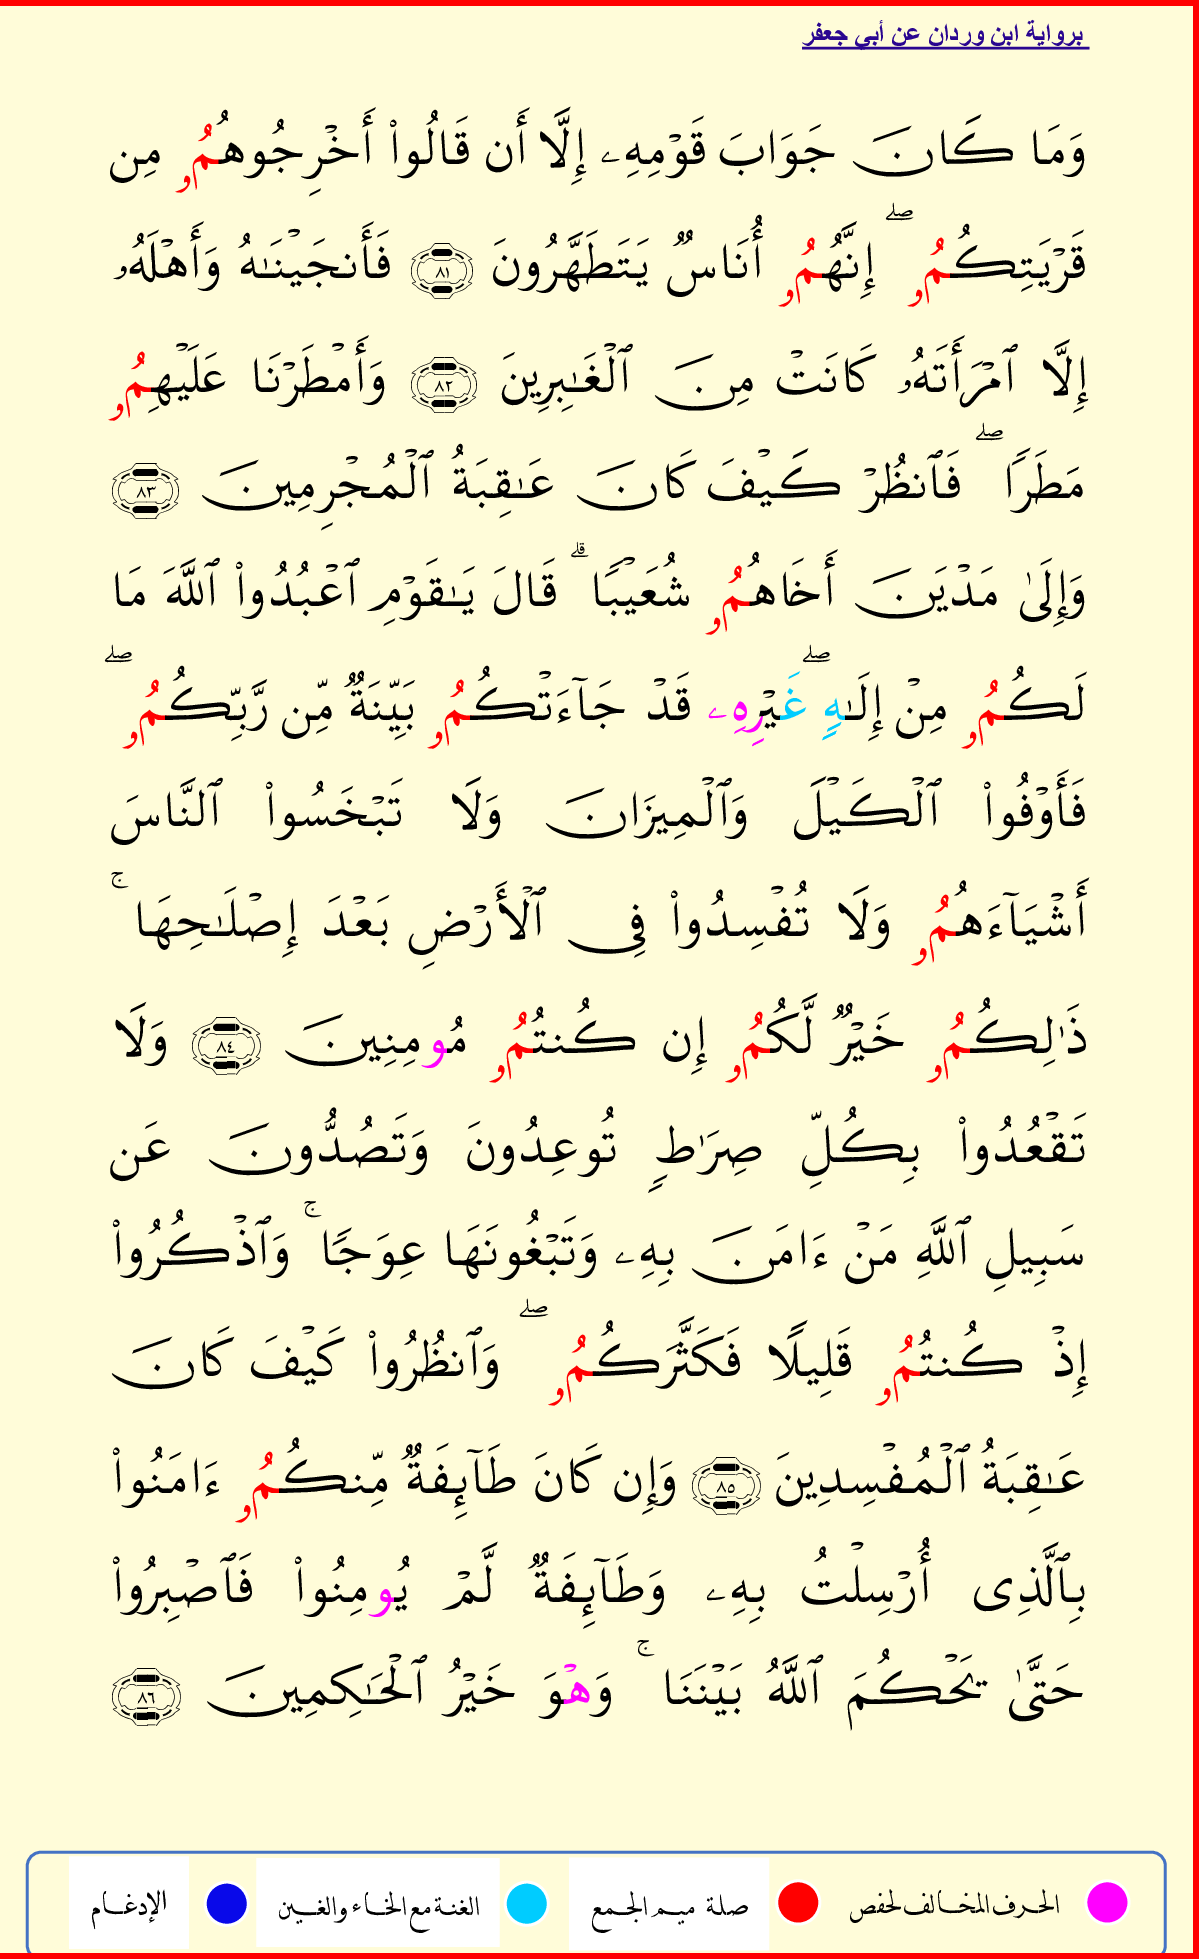 برواية ابن وردان عن أبي جعفر
وَمَا كَانَ جَوَابَ قَوْمِهِۦ إِلَّا أَن قَالُوا۟ أَخْرِجُوهُمُۥ مِن
قَرْيَتِكُمُۥ ۖ إِنَّهُمُۥ أُنَاسٌ يَتَطَهَّرُونَ ٨١ فَأَنجَيْنَـٰهُ وَأَهْلَهُۥ
إِلَّا ٱمْرَأَتَهُۥ كَانَتْ مِنَ ٱلْغَـٰبِرِينَ ٨٢ وَأَمْطَرْنَا عَلَيْهِمُۥ
مَطَرًا ۖ فَٱنظُرْ كَيْفَ كَانَ عَـٰقِبَةُ ٱلْمُجْرِمِينَ ٨٣
وَإِلَىٰ مَدْيَنَ أَخَاهُمُۥ شُعَيْبًا ۗ قَالَ يَـٰقَوْمِ ٱعْبُدُوا۟ ٱللَّهَ مَا
لَكُمُۥ مِنْ إِلَـٰهٍ غَيْرِهِۦ ۖ قَدْ جَآءَتْكُمُۥ بَيِّنَةٌ مِّن رَّبِّكُمُۥ ۖ
فَأَوْفُوا۟ ٱلْكَيْلَ وَٱلْمِيزَانَ وَلَا تَبْخَسُوا۟ ٱلنَّاسَ
أَشْيَآءَهُمُۥ وَلَا تُفْسِدُوا۟ فِى ٱلْأَرْضِ بَعْدَ إِصْلَـٰحِهَا ۚ
ذَٰلِكُمُۥ خَيْرٌ لَّكُمُۥ إِن كُنتُمُۥ مُومِنِينَ ٨٤ وَلَا
تَقْعُدُوا۟ بِكُلِّ صِرَٰطٍ تُوعِدُونَ وَتَصُدُّونَ عَن
سَبِيلِ ٱللَّهِ مَنْ ءَامَنَ بِهِۦ وَتَبْغُونَهَا عِوَجًا ۚ وَٱذْكُرُوا۟
إِذْ كُنتُمُۥ قَلِيلًا فَكَثَّرَكُمُۥ ۖ وَٱنظُرُوا۟ كَيْفَ كَانَ
عَـٰقِبَةُ ٱلْمُفْسِدِينَ ٨٥ وَإِن كَانَ طَآئِفَةٌ مِّنكُمُۥ ءَامَنُوا۟
بِٱلَّذِى أُرْسِلْتُ بِهِۦ وَطَآئِفَةٌ لَّمْ يُومِنُوا۟ فَٱصْبِرُوا۟
حَتَّىٰ يَحْكُمَ ٱللَّهُ بَيْنَنَا ۚ وَهْوَ خَيْرُ ٱلْحَـٰكِمِينَ ٨٦
الحرف المخالف لحفص صلة ميم الجمع الغنة مع الخاء والغين الإدغام